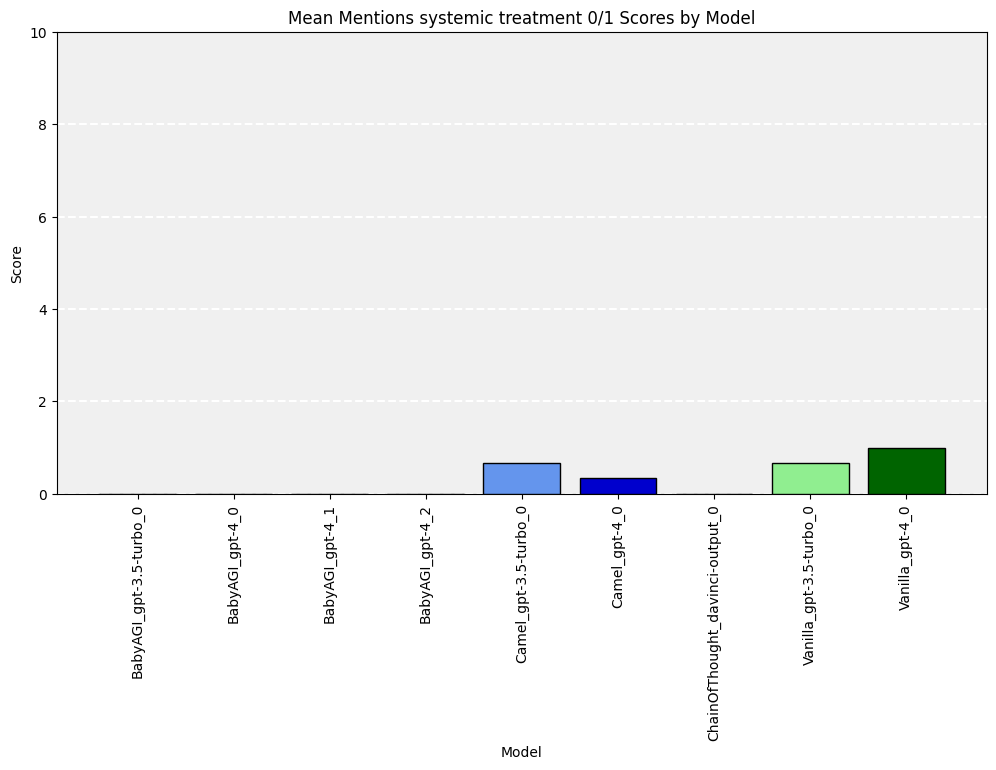 Mean Mentions systemic treatment 0/1 Scores by Model
10
8
6
4
2
0
Score
BabyAGI_gpt-3.5-turbo_0
BabyAGI_gpt-4_0
BabyAGI_gpt-4_1
BabyAGI_gpt-4_2
Camel_gpt-3.5-turbo_0
Camel_gpt-4_0
ChainOfThought_davinci-output_0
Vanilla_gpt-3.5-turbo_0
Vanilla_gpt-4_0
Model